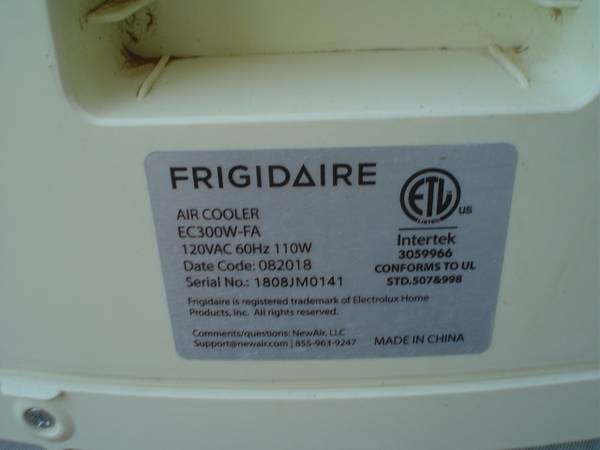 FRIGIDAIRE
AIR COOLER
EC300W-FA
120VAC 60Hz 110W
Date Code: 082018
Serial No.: 1808JM0141
ETL
LISTED
US
Intertek
3059966
CONFORMS TO UL
STD.507&998
Frigidaire is registered trademark of Electrolux Home
Products, Inc. All rights reserved.
Comments/questions: NewAir, LLC
Support@newair.com | 855-963-9247
MADE IN CHINA